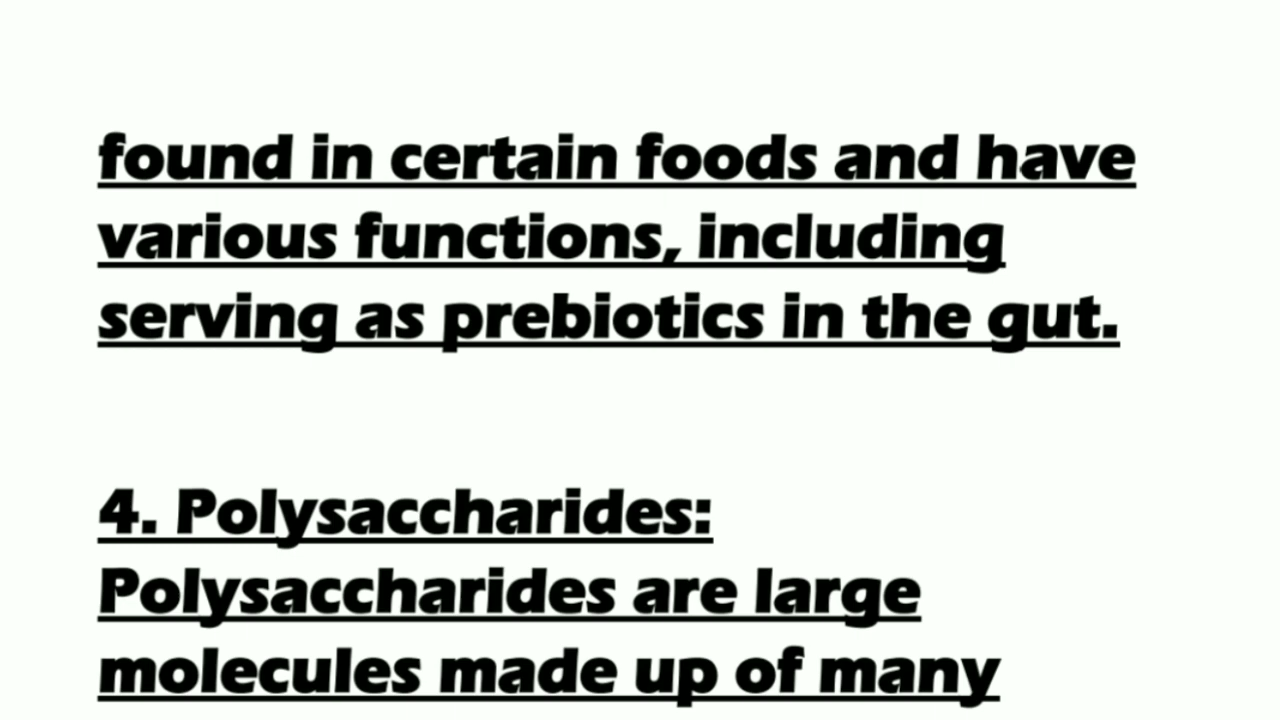 found in certain foods and have
various functions, including
serving as prebiotics in the gut.
4. Polysaccharides:
Polysaccharides are large
molecules made up of many